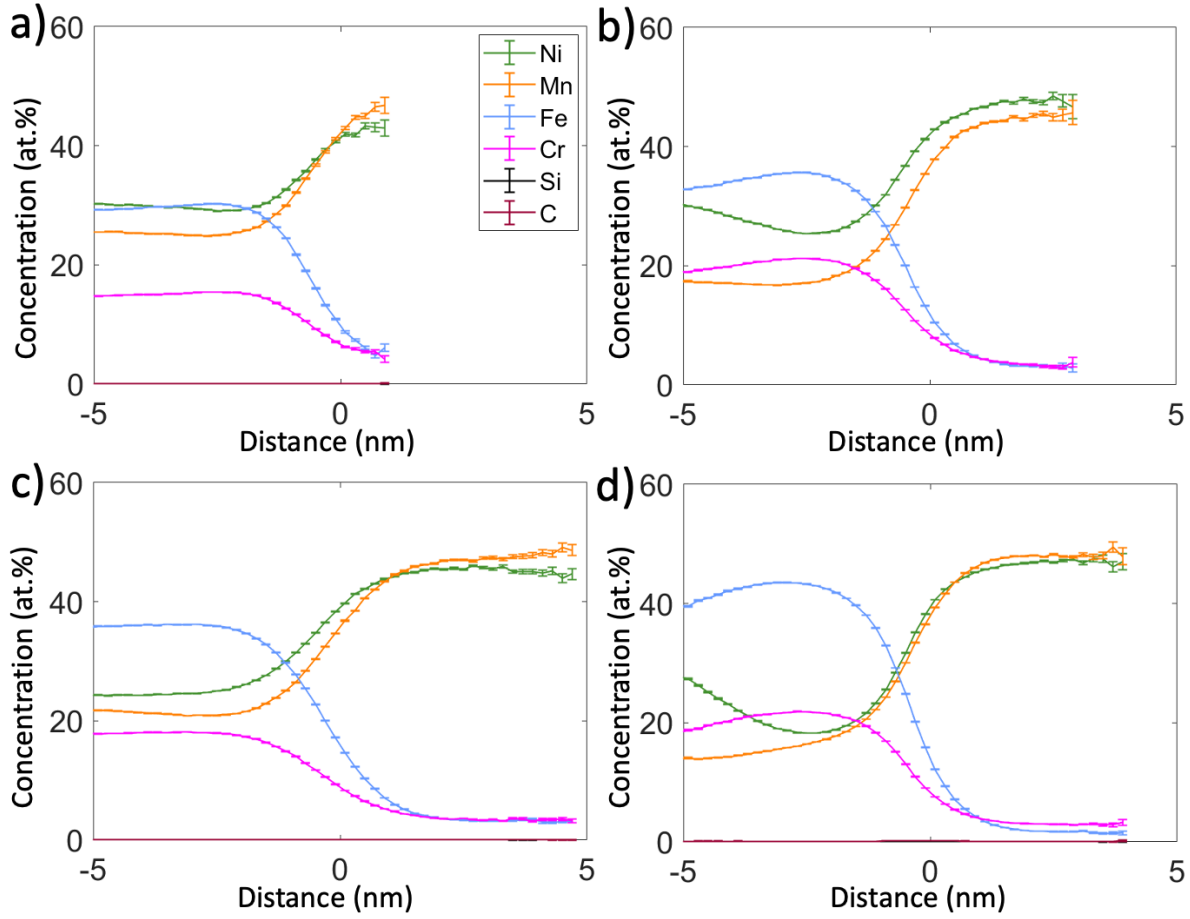 a)
60
40
20
0
-5
0
5
Concentration (at.%)
Distance (nm)
Ni
Mn
Fe
Cr
Si
C
b)
60
40
20
0
-5
0
5
Concentration (at.%)
Distance (nm)
c)
60
40
20
0
-5
0
5
Concentration (at.%)
Distance (nm)
d)
60
40
20
0
-5
0
5
Concentration (at.%)
Distance (nm)